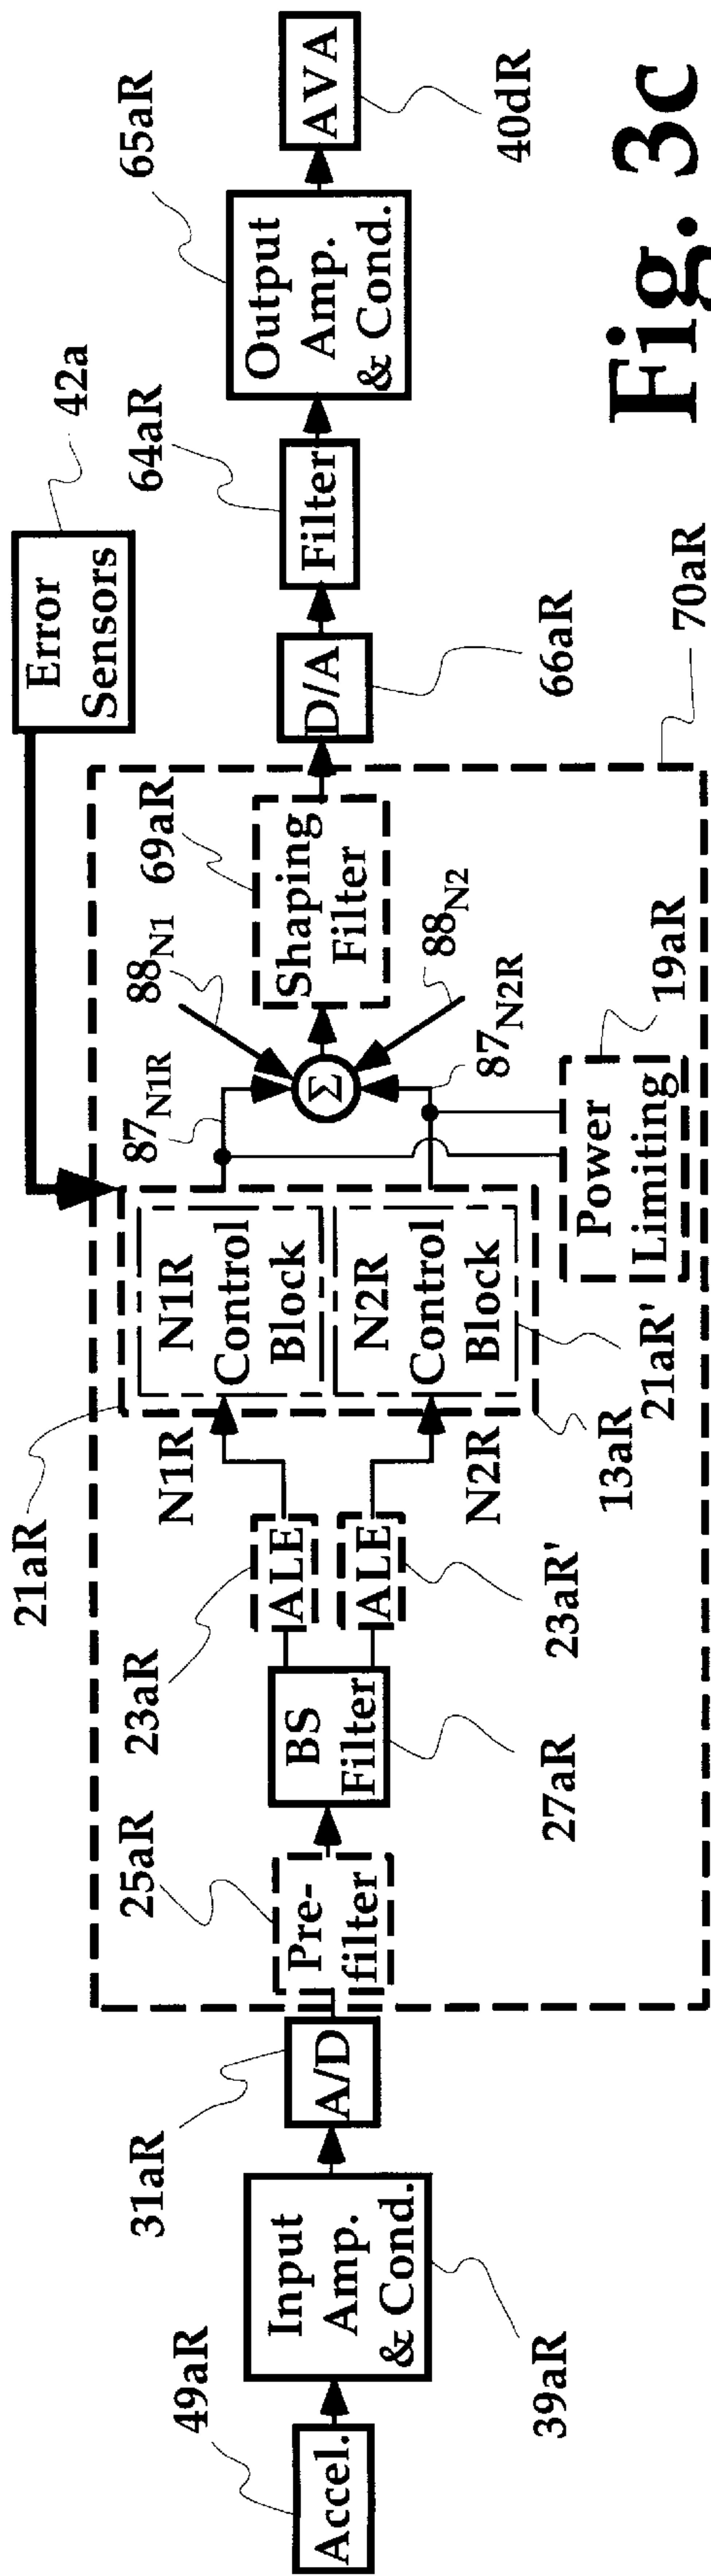 49aR
Accel.
Input
Amp.
& Cond.
39aR
31aR
A/D
25aR
Pre-
filter
BS
Filter
27aR
23aR
ALE
ALE
23aR'
21aR
N1R
N2R
N1R
Control
Block
N2R
Control
Block
13aR
21aR'
87N1R
88N1
Σ
87N2R
88N2
Power
Limiting
19aR
69aR
Shaping
Filter
Error
Sensors
42a
D/A
66aR
70aR
64aR
Filter
65aR
Output
Amp.
& Cond.
AVA
40dR
Fig. 3c